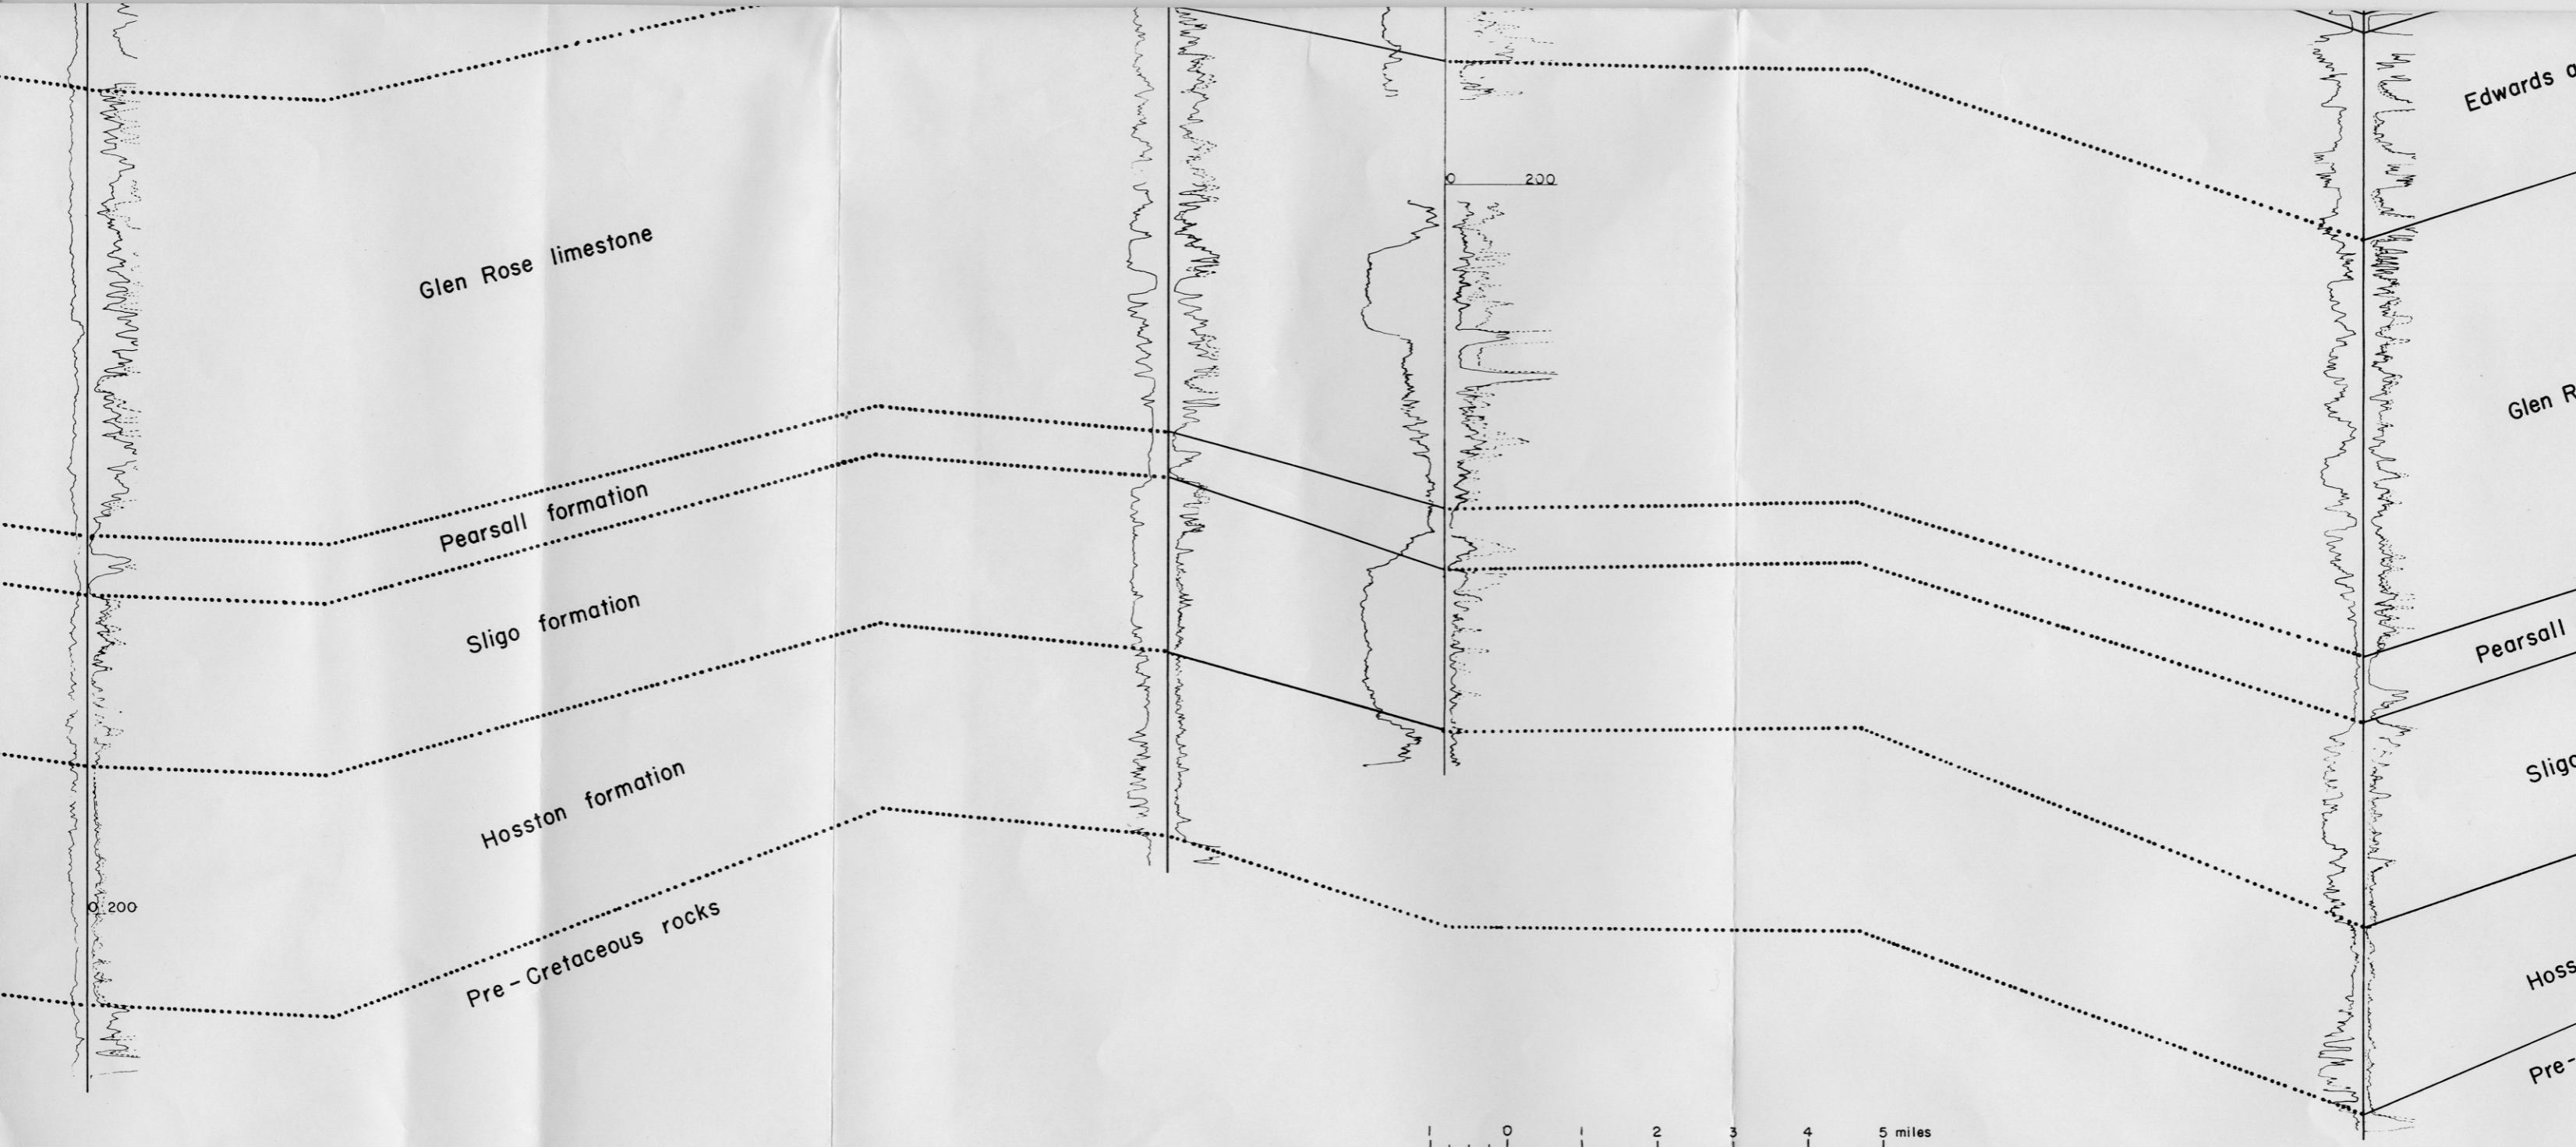 Edwards
0 200
Glen Rose limestone
Glen
Pearsall formation
Sligo formation
Pearsall
Sligo
Hosston formation
0 200
Pre-Cretaceous rocks
Hoss
Pre-
1 0 1 2 3 4 5 miles